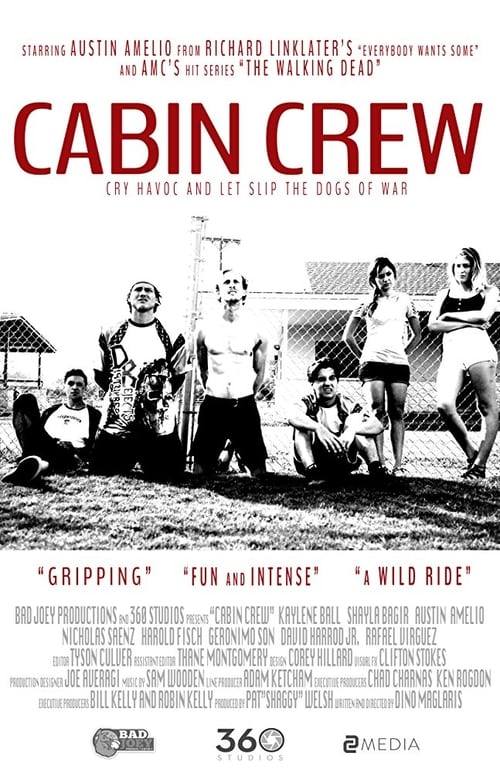 STARRING AUSTIN AMELIO FROM RICHARD LINKLATER'S "EVERYBODY WANTS SOME"
AND AMC'S HIT SERIES "THE WALKING DEAD"
CABIN CREW
CRY HAVOC AND LET SLIP THE DOGS OF WAR
"GRIPPING" "FUN AND INTENSE" "A WILD RIDE"
BAD JOEY PRODUCTIONS AND 360 STUDIOS PRESENTS "CABIN CREW" KAYLENE BALL SHAYLA BAGIR AUSTIN AMELIO
NICHOLAS SAENZ HAROLD FISCH GERONIMO SON DAVID HARROD JR. RAFAEL VIRGUEZ
EDITOR TYSON CULVER ASSISTANT EDITOR THANE MONTGOMERY DESIGN COREY HILLARD VISUAL FX CLIFTON STOKES
PRODUCTION DESIGNER JOE AVERAGI MUSIC BY SAM WOODEN LINE PRODUCER ADAM KETCHAM EXECUTIVE PRODUCERS CHAD CHARNAS KEN ROGDON
EXECUTIVE PRODUCERS BILL KELLY AND ROBIN KELLY PRODUCED BY PAT "SHAGGY" WELSH WRITTEN AND DIRECTED BY DINO MAGLARIS
BAD
JOEY
360
STUDIOS
MEDIA